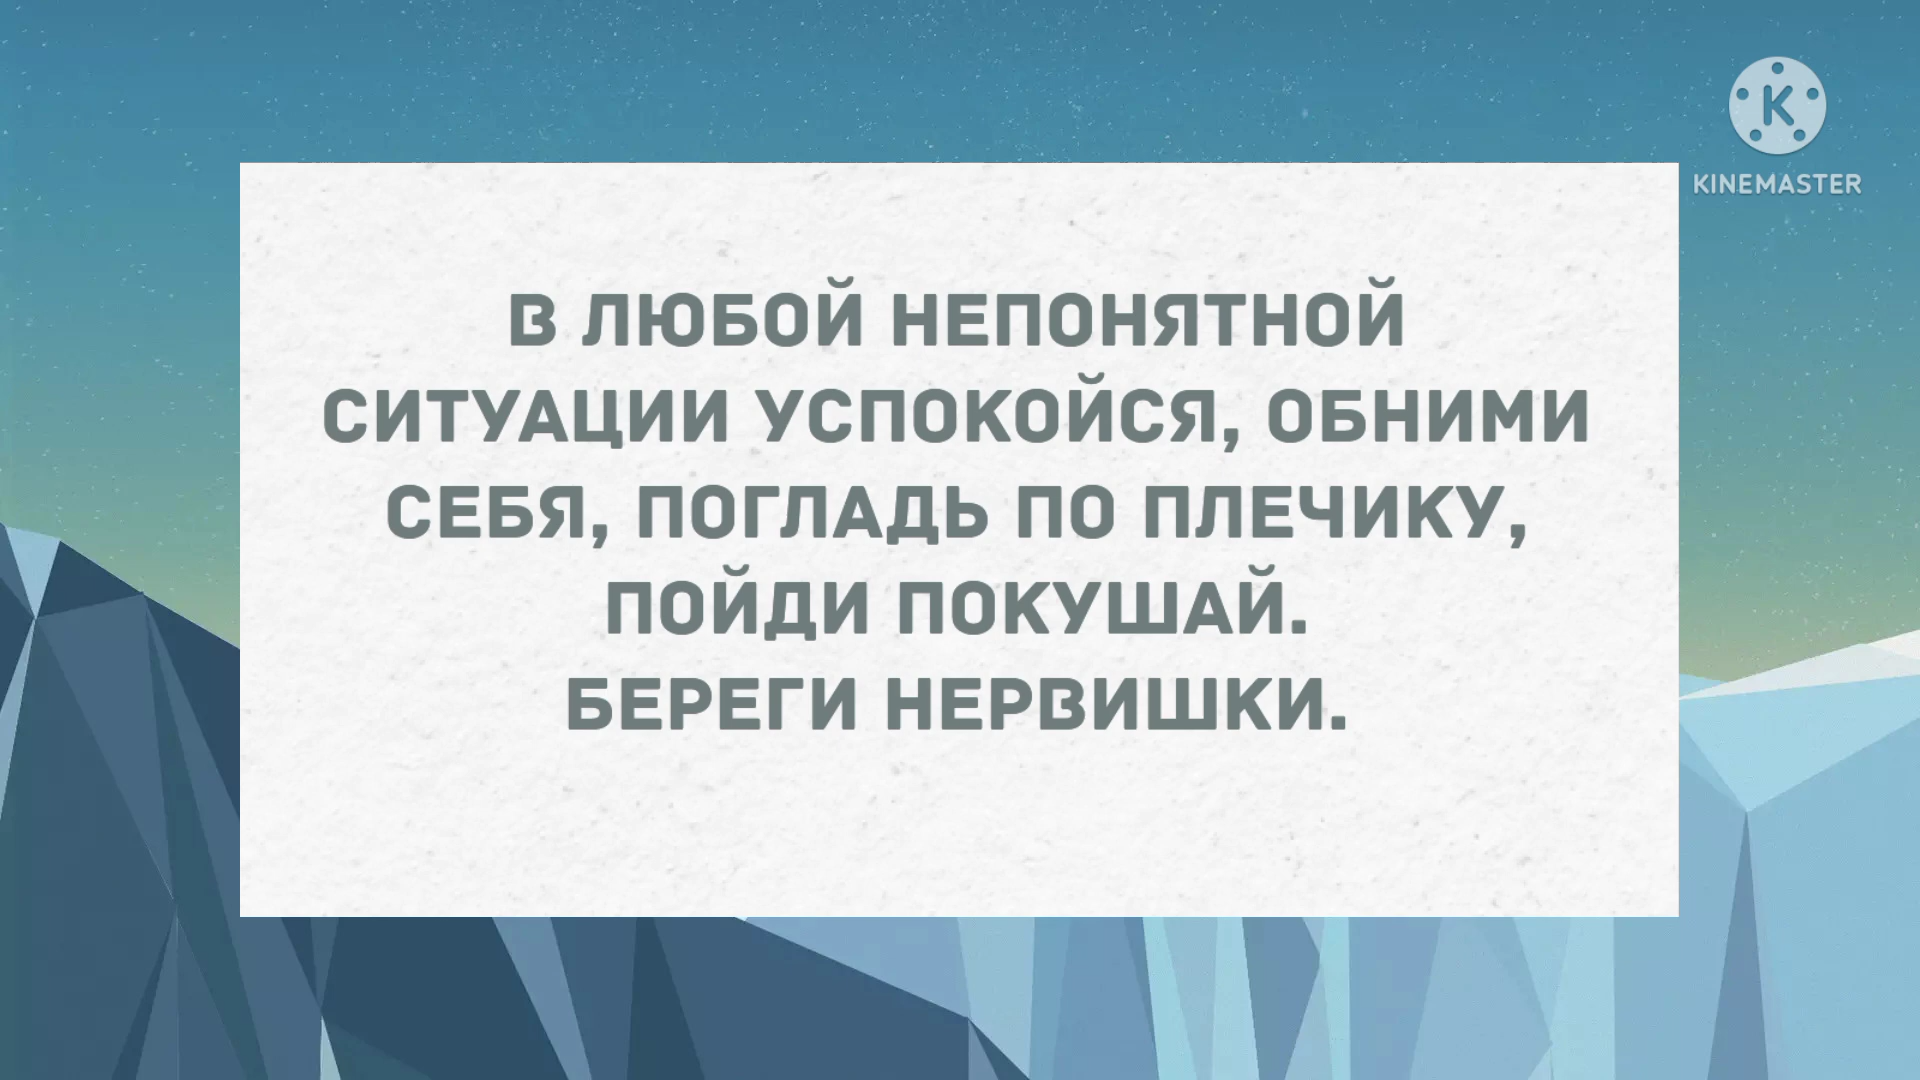 KINEMASTER
В ЛЮБОЙ НЕПОНЯТНОЙ
СИТУАЦИИ УСПОКОЙСЯ, ОБНИМИ
СЕБЯ, ПОГЛАДЬ ПО ПЛЕЧИКУ,
ПОЙДИ ПОКУШАЙ.
БЕРЕГИ НЕРВИШКИ.